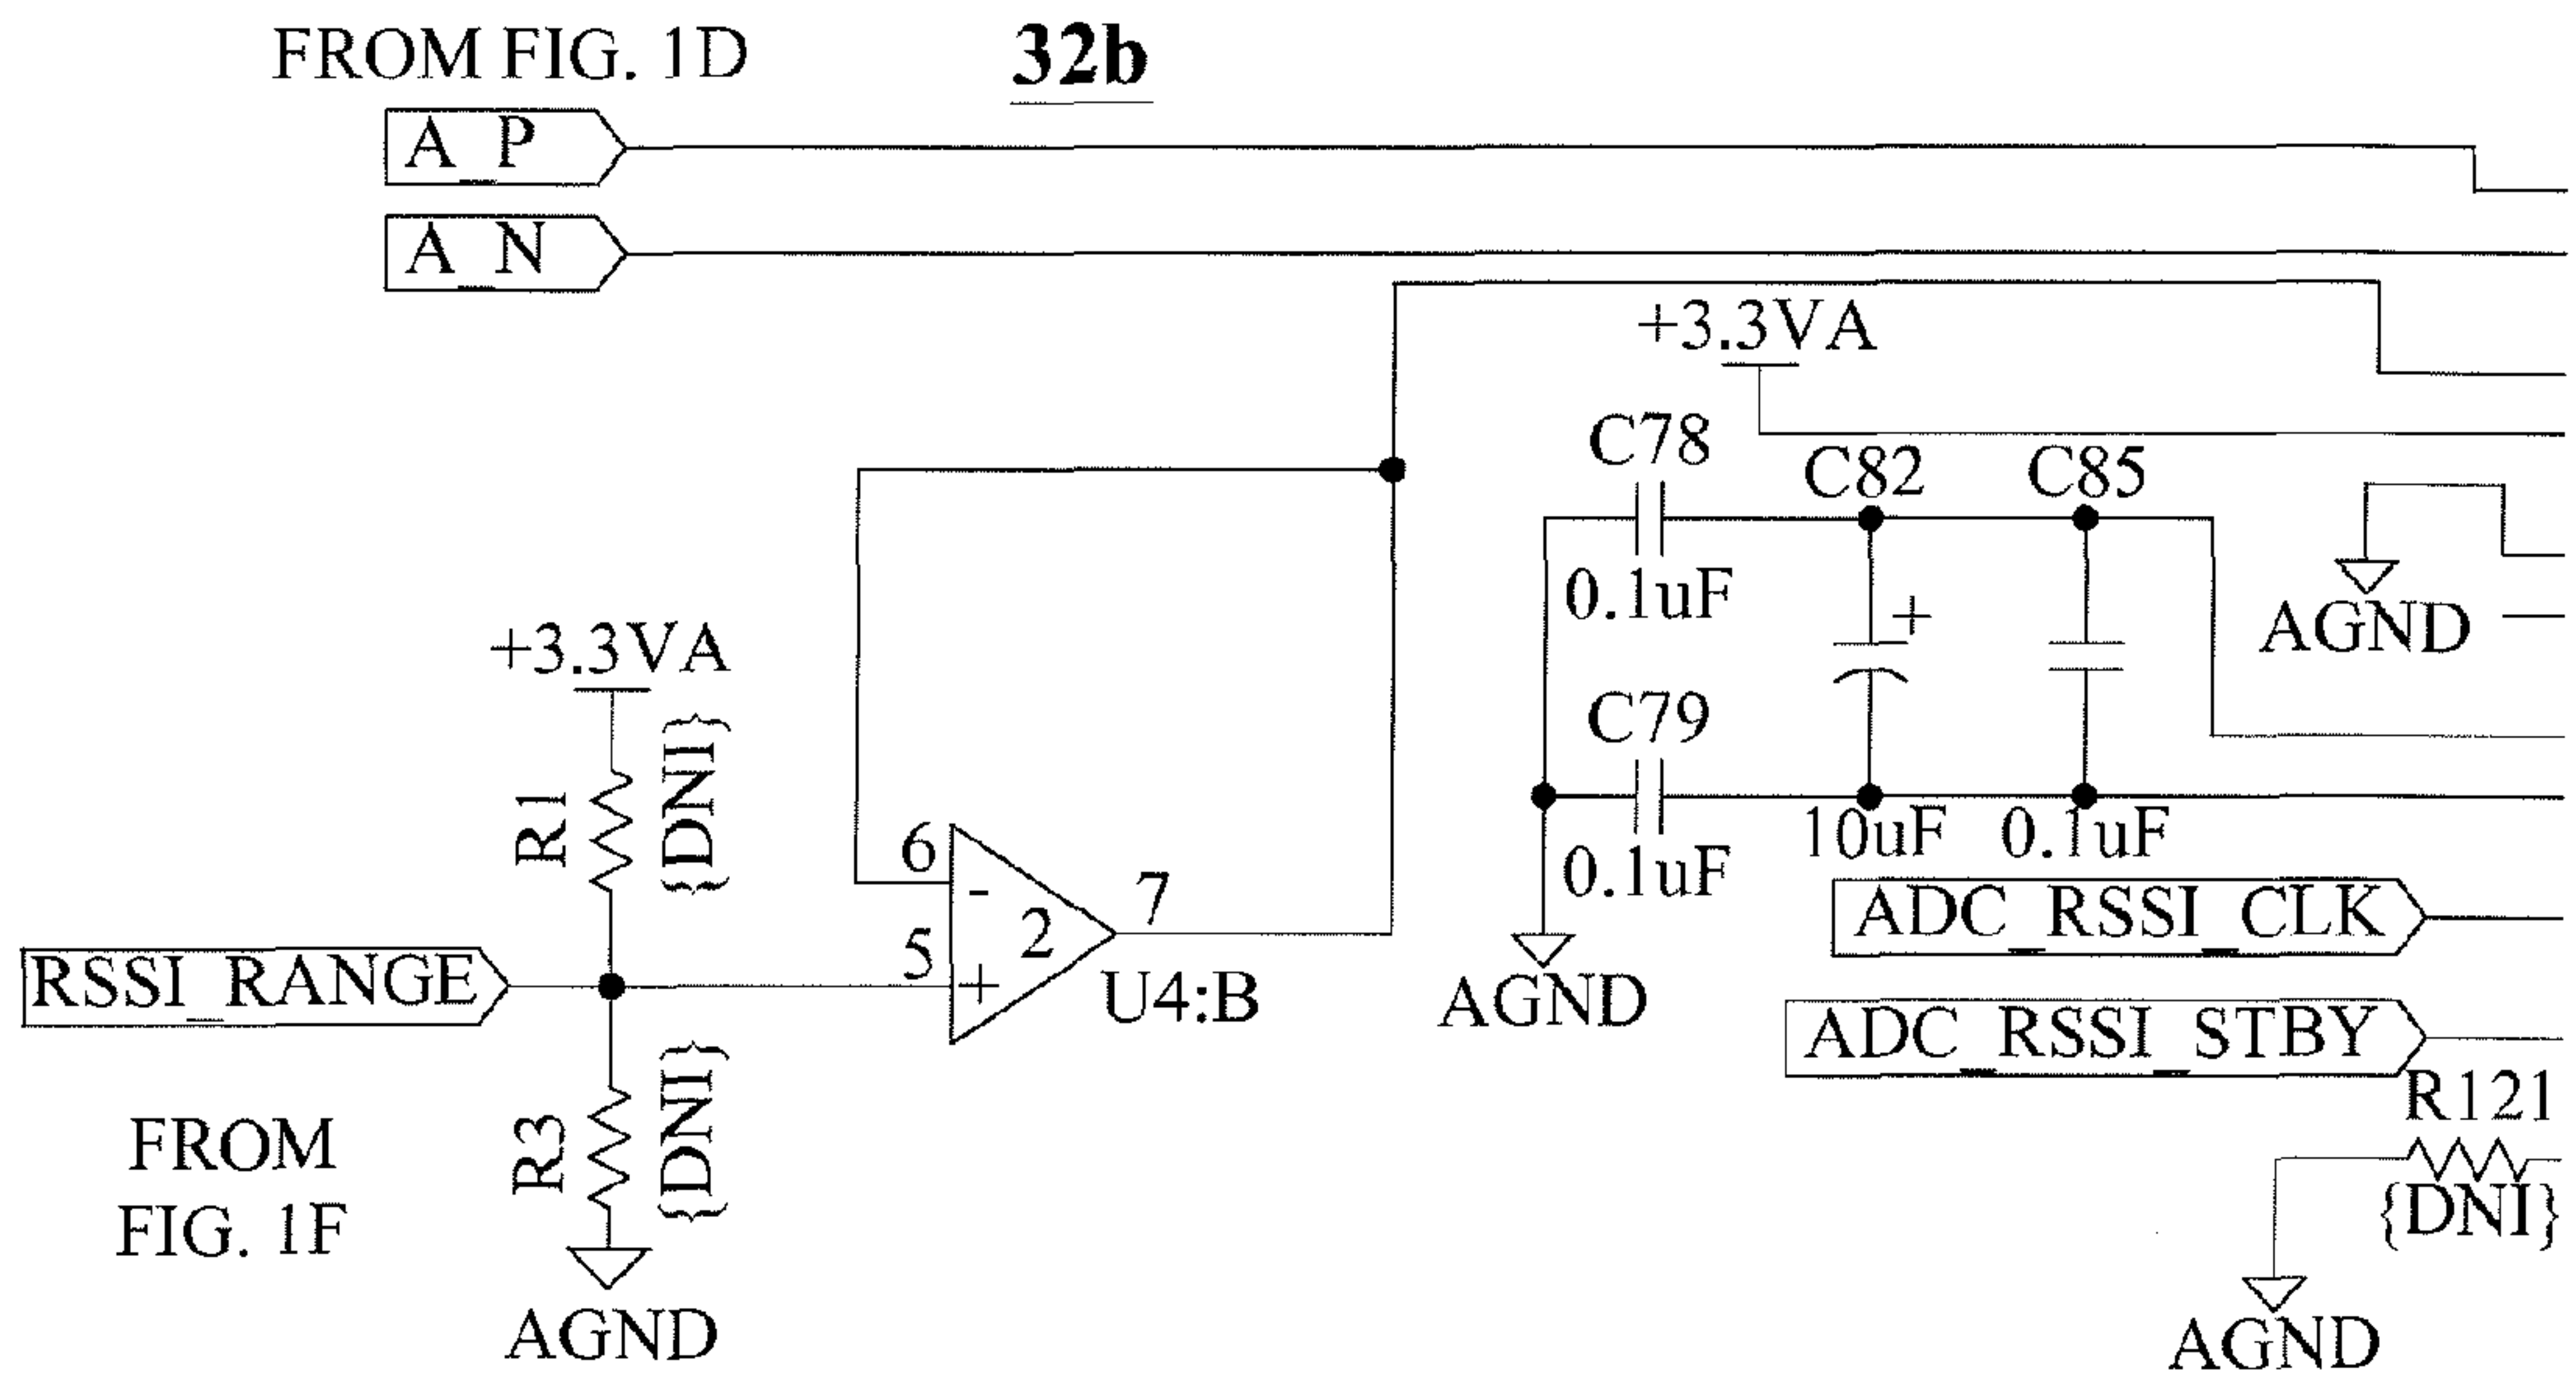 FROM FIG. 1D
32b
A_P
A_N
+3.3VA
C78
C82
C85
0.1uF
+
AGND
+3.3VA
C79
R1
{DNI}
10uF
0.1uF
0.1uF
6
-
2
7
5
+
U4:B
ADC_RSSI_CLK
RSSI_RANGE
AGND
ADC_RSSI_STBY
R121
FROM
FIG. 1F
R3
{DNI}
{DNI}
AGND
AGND